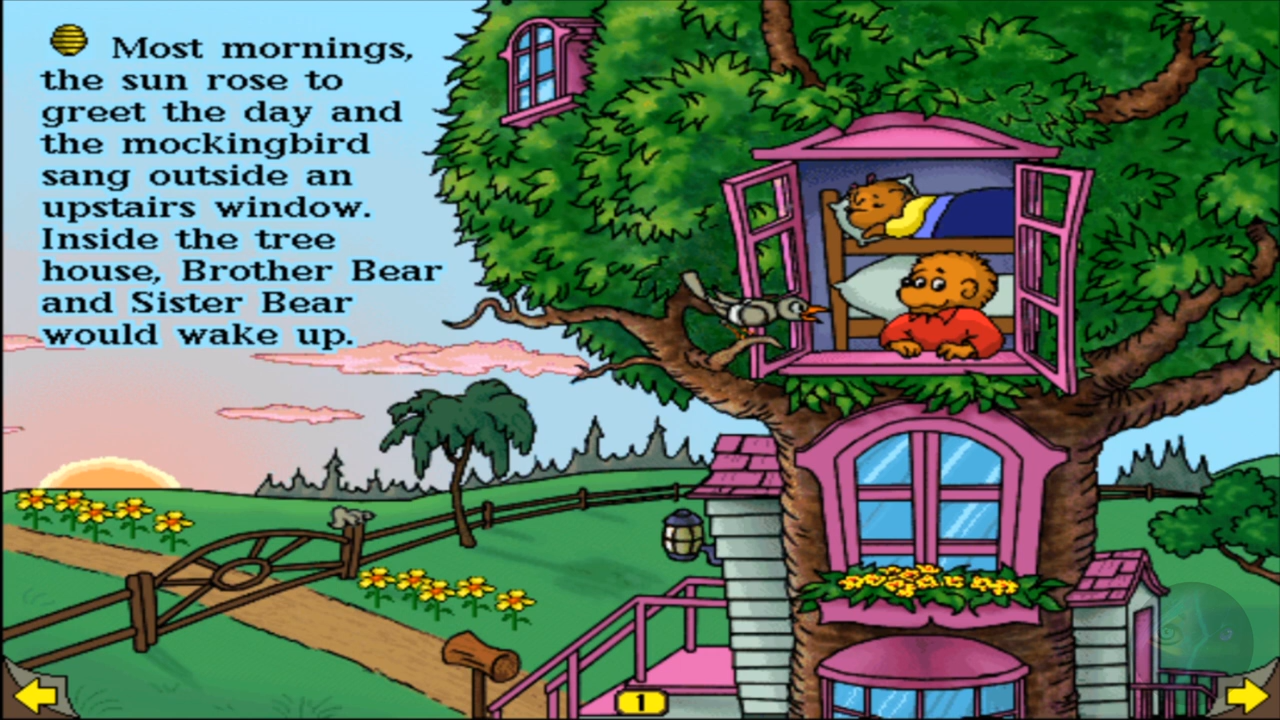 Most mornings,
the sun rose to
greet the day and
the mockingbird
sang outside an
upstairs window.
Inside the tree
house, Brother Bear
and Sister Bear
would wake up.
1